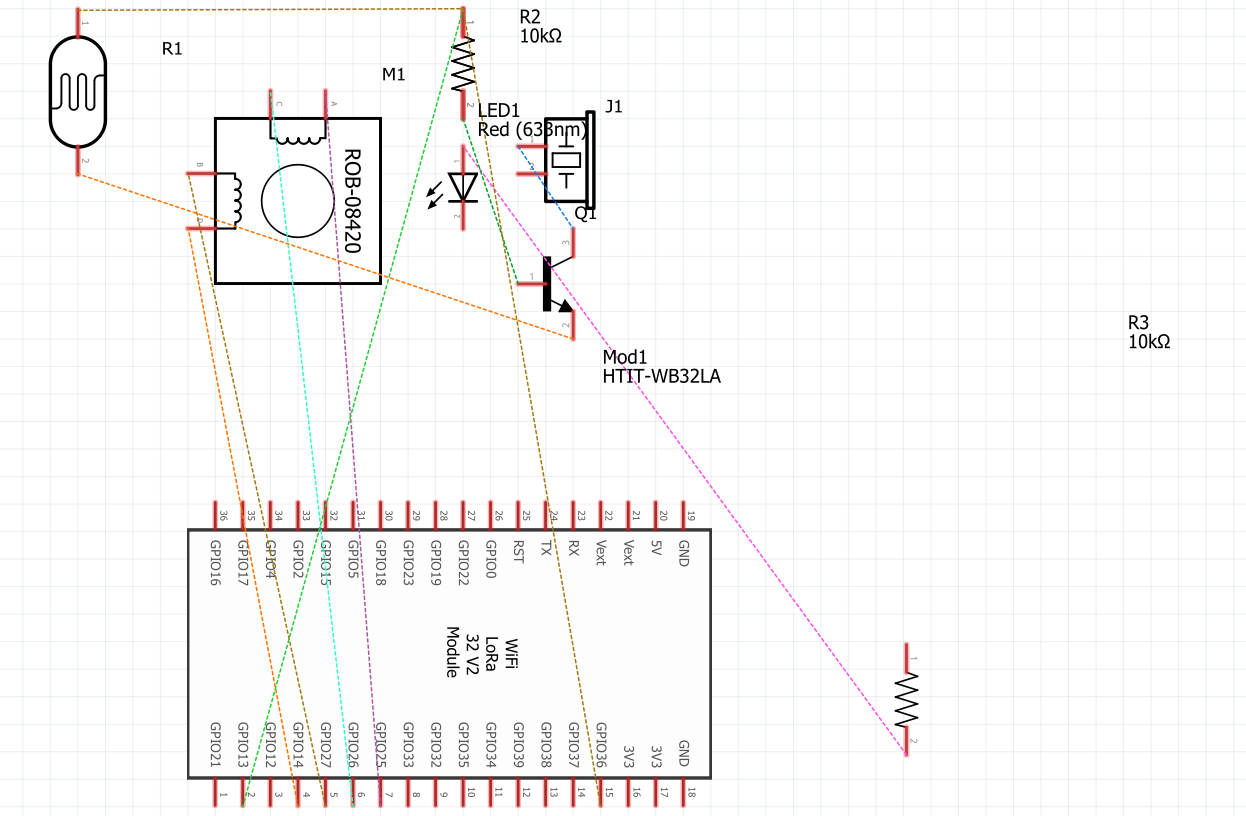 R2
10kΩ
1
1
R1
M1
C
A
2
LED1
Red (633nm)
J1
1
2
B
D
1
2
ROB-08420
2
Q1
3
1
2
R3
10kΩ
Mod1
HTIT-WB32LA
36
35
34
33
32
31
30
29
28
27
26
25
24
23
22
21
20
19
GPIO16
GPIO17
GPIO4
GPIO2
GPIO15
GPIO5
GPIO18
GPIO23
GPIO19
GPIO22
GPIO0
RST
TX
RX
Vext
Vext
5V
GND
WiFi
LoRa
32 V2
Module
1
2
GPIO21
GPIO13
GPIO12
GPIO14
GPIO27
GPIO26
GPIO25
GPIO33
GPIO32
GPIO35
GPIO34
GPIO39
GPIO38
GPIO37
GPIO36
3V3
3V3
GND
1
2
3
4
5
6
7
8
9
10
11
12
13
14
15
16
17
18